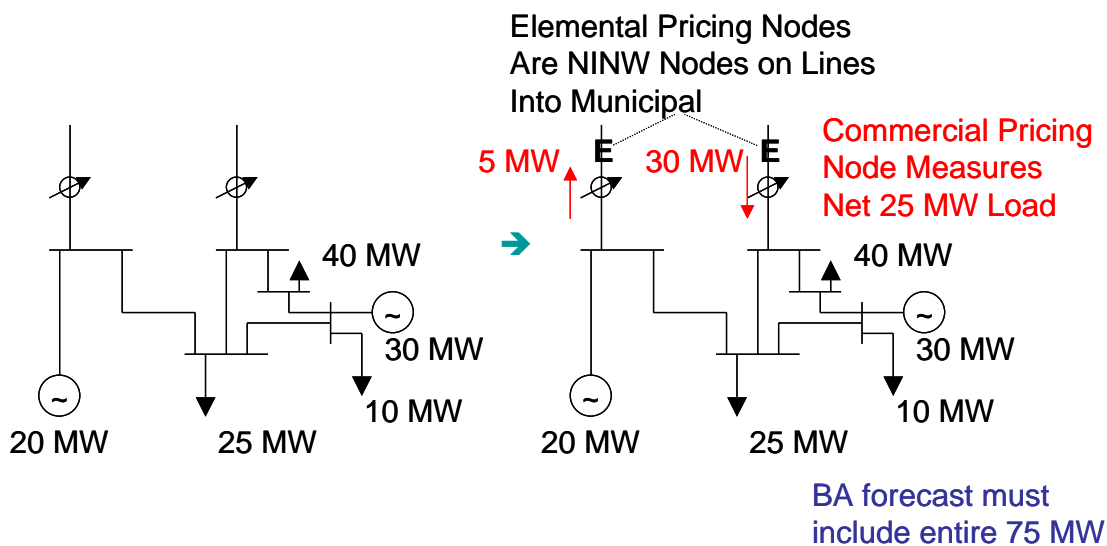 Elemental Pricing Nodes
Are NINW Nodes on Lines
Into Municipal
Commercial Pricing
Node Measures
Net 25 MW Load
5 MW
E
30 MW
E
40 MW
~
30 MW
10 MW
~
20 MW
25 MW
40 MW
~
30 MW
10 MW
~
20 MW
25 MW
BA forecast must
include entire 75 MW